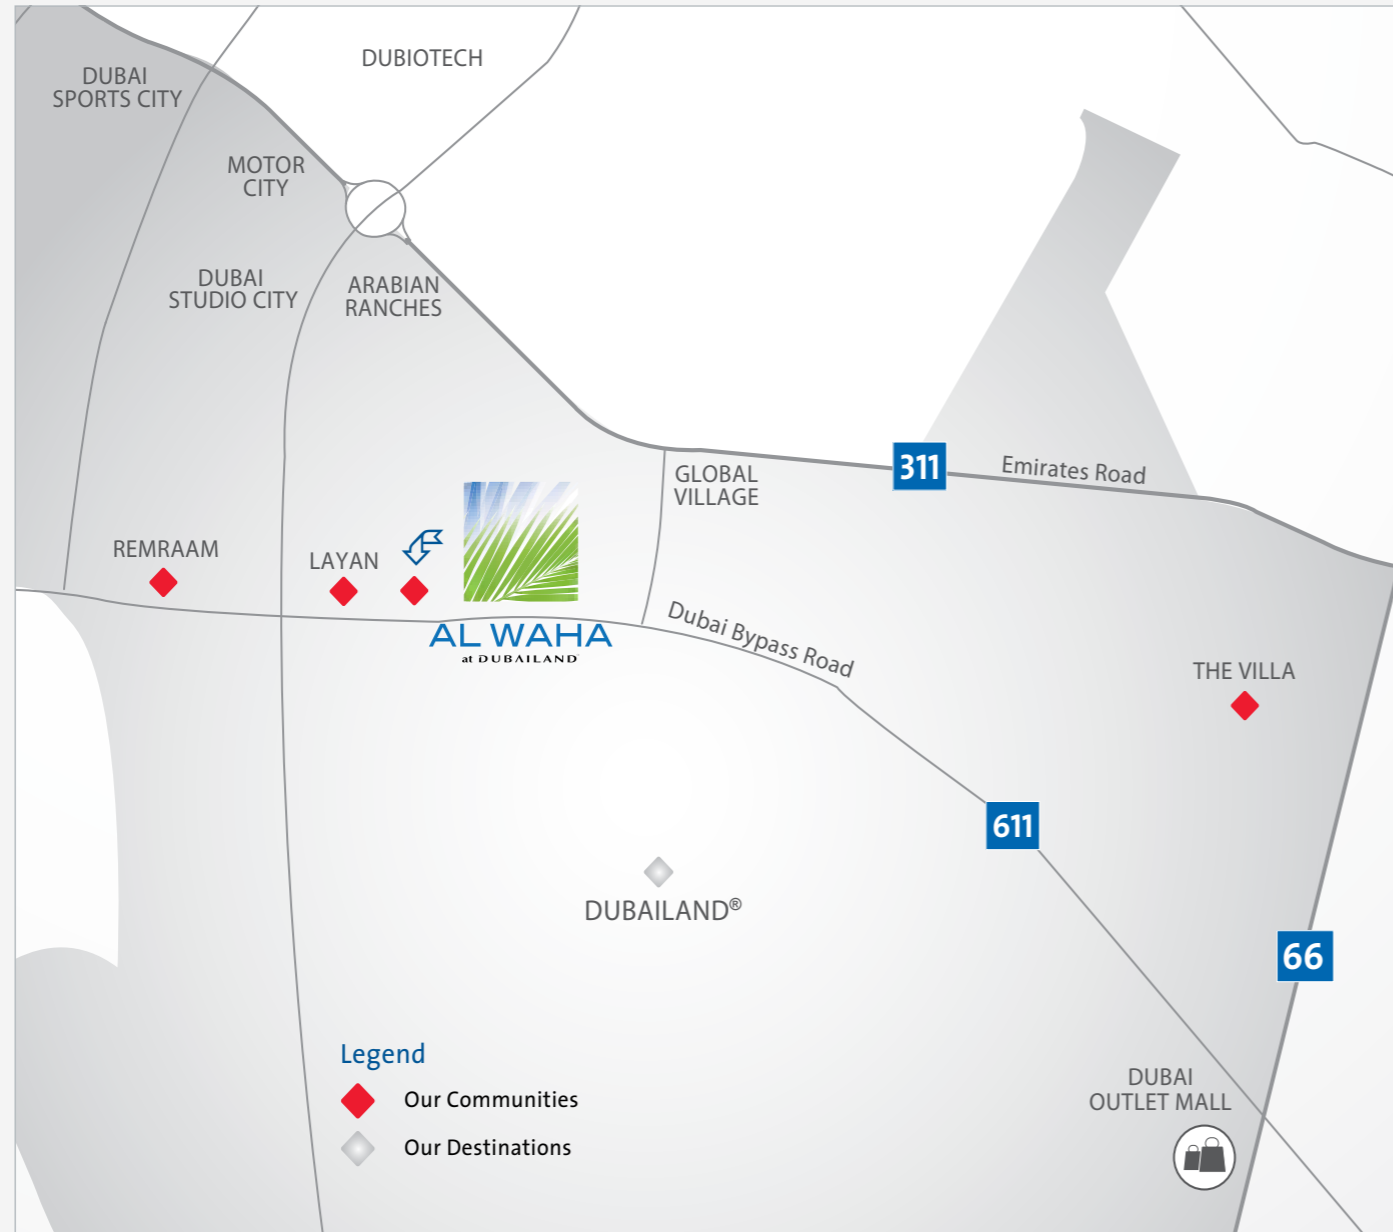 DUBIOTECH
DUBAI
SPORTS CITY
MOTOR
CITY
DUBAI
STUDIO CITY
ARABIAN
RANCHES
GLOBAL
VILLAGE
311
Emirates Road
REMRAAM
LAYAN
AL WAHA
at DUBAILAND
Dubai Bypass Road
THE VILLA
611
DUBAILAND®
66
Legend
Our Communities
Our Destinations
DUBAI
OUTLET MALL